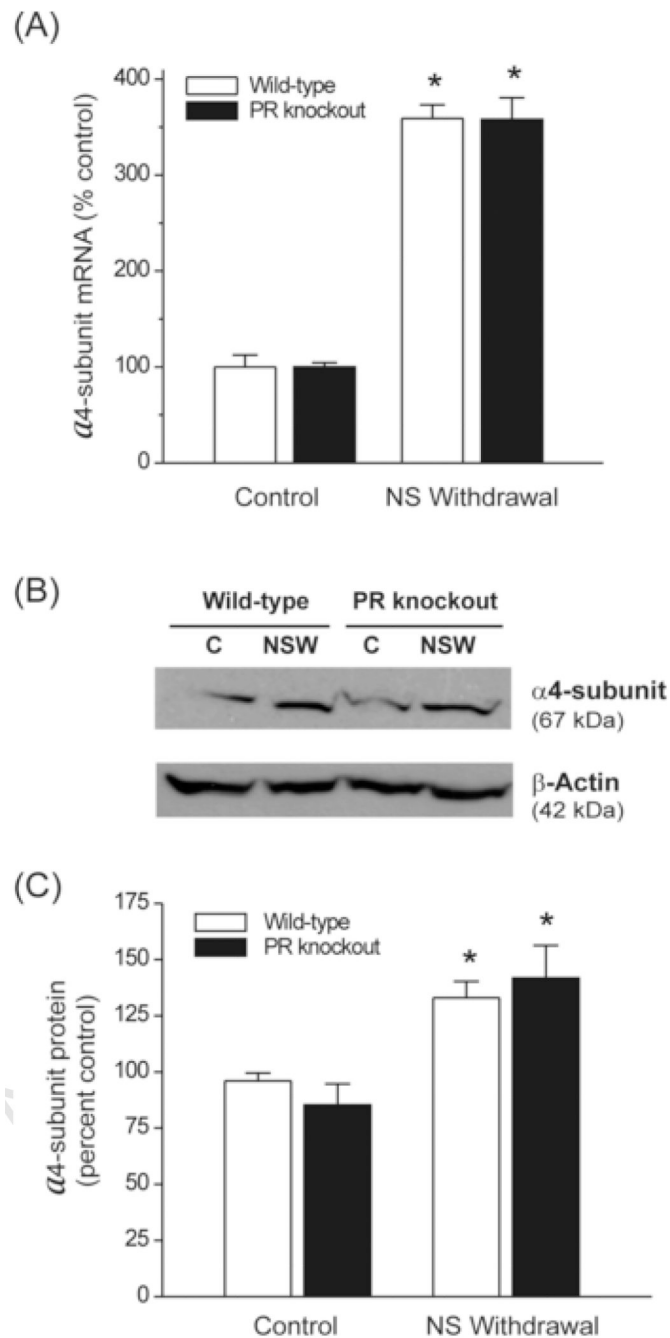 (A)
α4-subunit mRNA (% control)
400
300
200
100
0
Wild-type
PR knockout
* *
Control NS Withdrawal
(B)
Wild-type PR knockout
C NSW C NSW
α4-subunit
(67 kDa)
β-Actin
(42 kDa)
(C)
α4-subunit protein
(percent control)
175
150
125
100
75
50
25
0
Wild-type
PR knockout
* *
Control NS Withdrawal